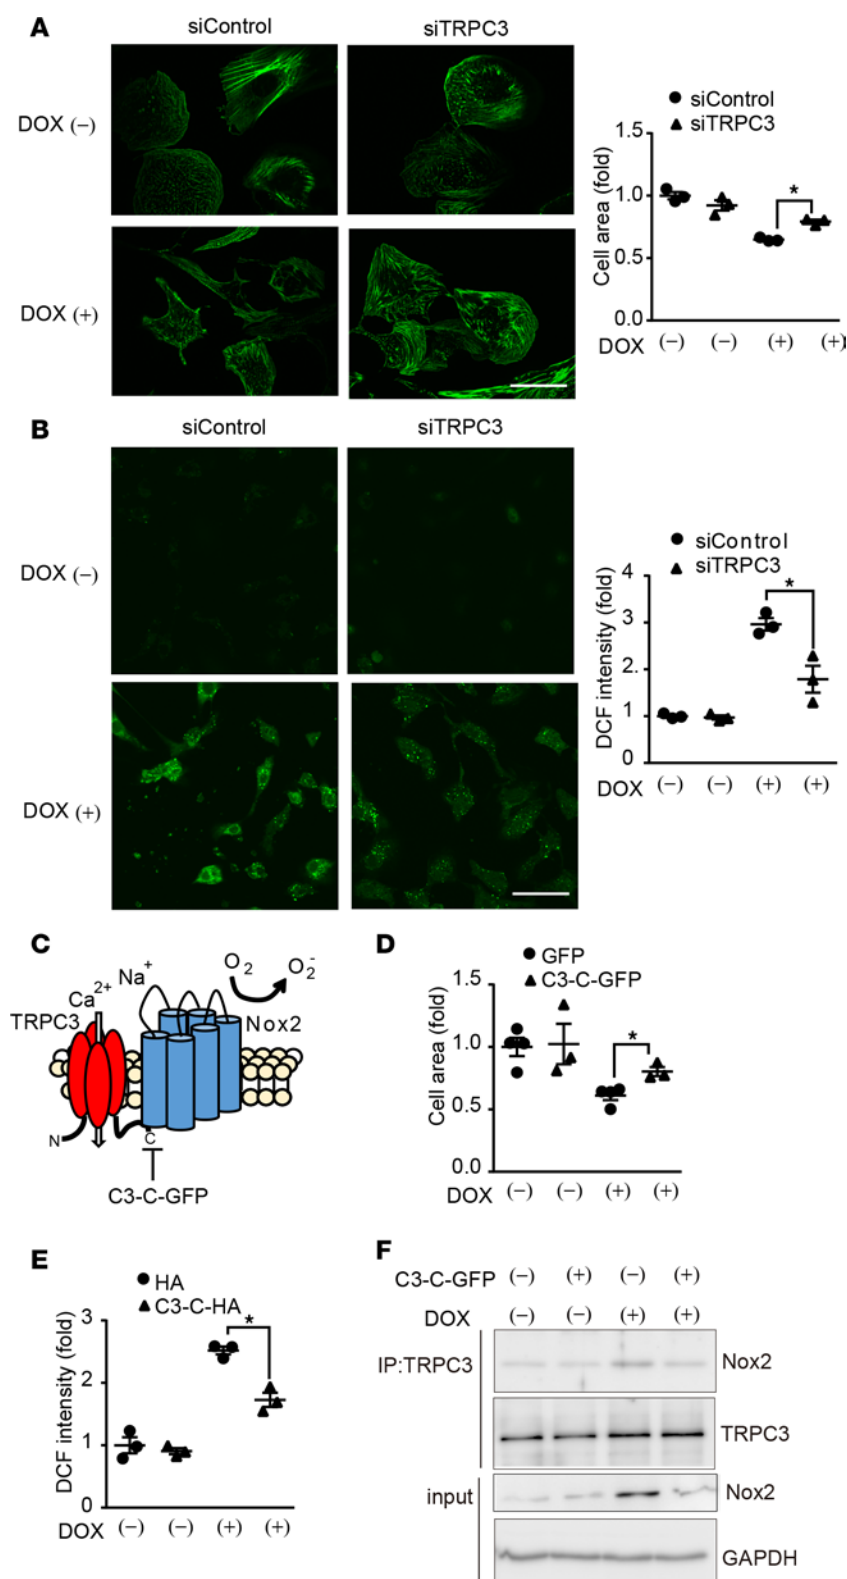 A
siControl
siTRPC3
DOX (−)
DOX (+)
siControl
siTRPC3
Cell area (fold)
1.5
1.0
0.5
0.0
DOX (−) (−) (+) (+)
B
siControl
siTRPC3
DOX (−)
DOX (+)
siControl
siTRPC3
DCF intensity (fold)
4
3
2
1
0
*
*
DOX (−) (−) (+) (+)
C
O2 O2-
Na+
Ca2+
TRPC3
Nox2
N
C
C3-C-GFP
D
GFP
C3-C-GFP
Cell area (fold)
1.5
1.0
0.5
0.0
*
DOX (−) (−) (+) (+)
E
HA
C3-C-HA
DCF intensity (fold)
3
2
1
0
*
DOX (−) (−) (+) (+)
F
C3-C-GFP (−) (+) (−) (+)
DOX (−) (−) (+) (+)
IP:TRPC3
Nox2
TRPC3
input
Nox2
GAPDH